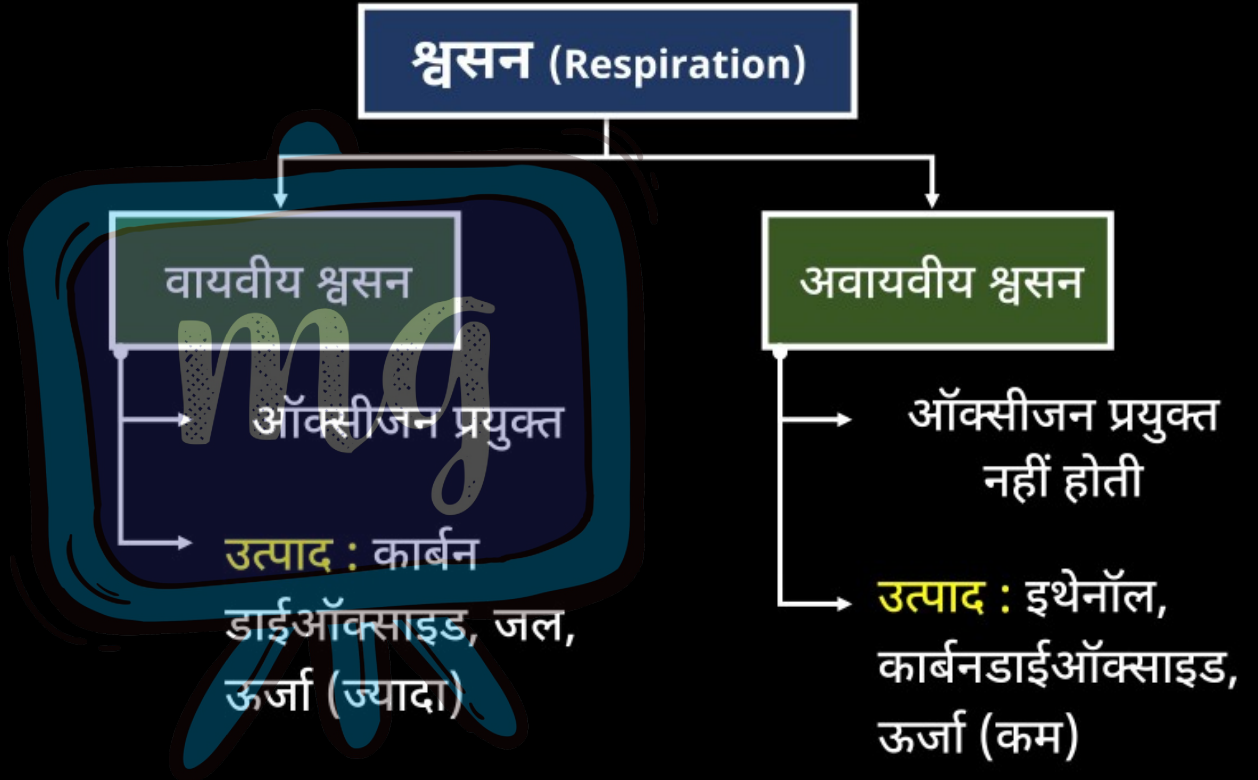 श्वसन (Respiration)
वायवीय श्वसन
ऑक्सीजन प्रयुक्त
उत्पाद : कार्बन
डाईऑक्साइड, जल,
ऊर्जा (ज्यादा)
अवायवीय श्वसन
ऑक्सीजन प्रयुक्त
नहीं होती
उत्पाद : इथेनॉल,
कार्बनडाईऑक्साइड,
ऊर्जा (कम)
mg